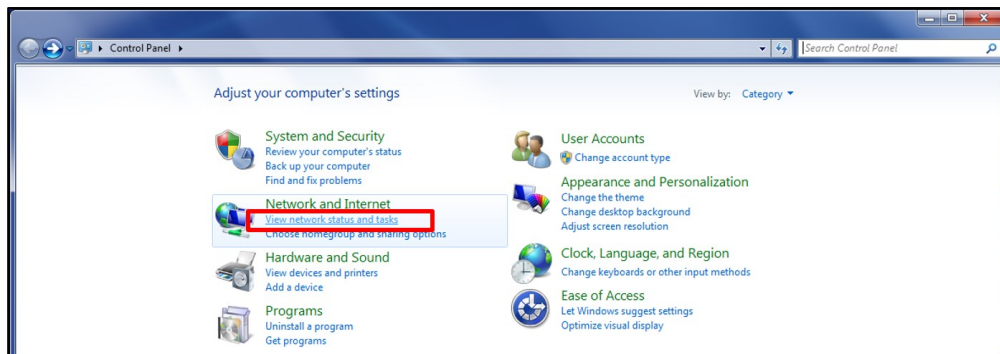 Control Panel
Search Control Panel
Adjust your computer's settings
View by: Category
System and Security
Review your computer's status
Back up your computer
Find and fix problems
Network and Internet
View network status and tasks
Choose homegroup and sharing options
Hardware and Sound
View devices and printers
Add a device
Programs
Uninstall a program
Get programs
User Accounts
Change account type
Appearance and Personalization
Change the theme
Change desktop background
Adjust screen resolution
Clock, Language, and Region
Change keyboards or other input methods
Ease of Access
Let Windows suggest settings
Optimize visual display